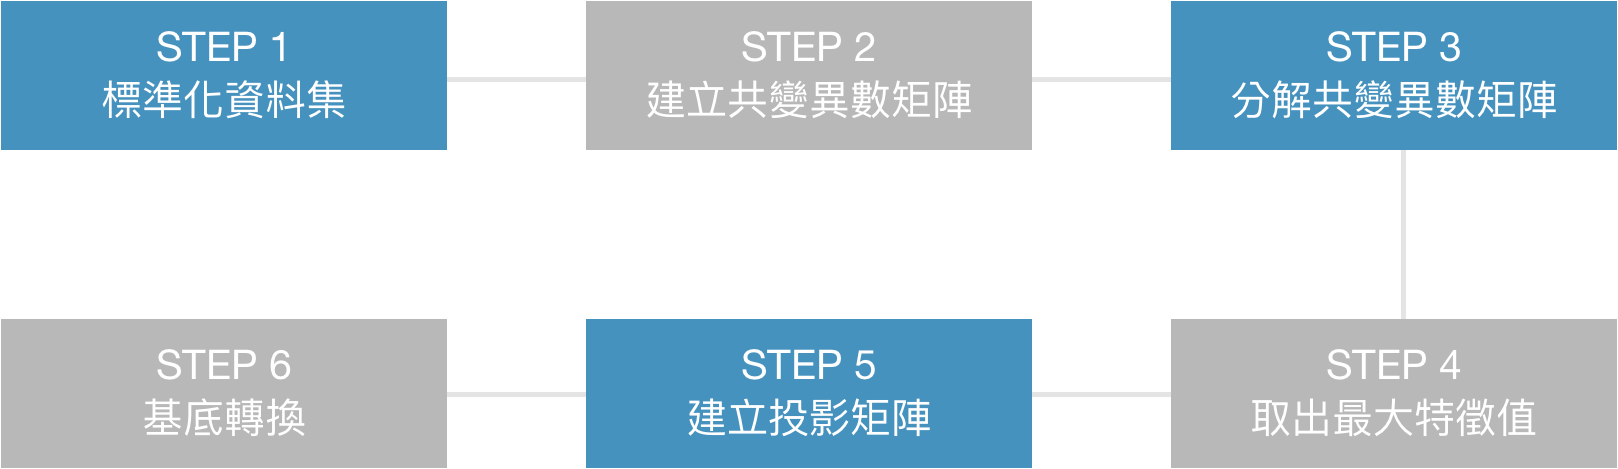 STEP 1
標準化資料集
STEP 2
建立共變異數矩陣
STEP 3
分解共變異數矩陣
STEP 4
取出最大特徵值
STEP 5
建立投影矩陣
STEP 6
基底轉換